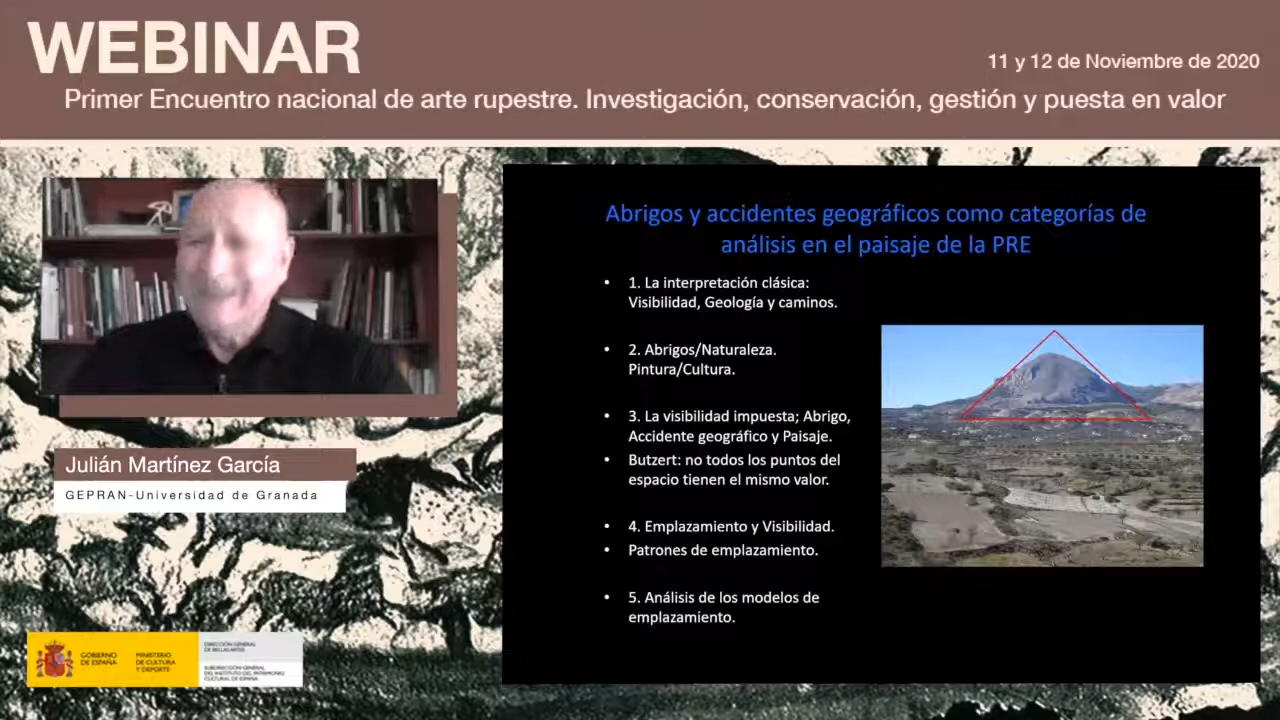 WEBINAR
11 y 12 de Noviembre de 2020
Primer Encuentro nacional de arte rupestre. Investigación, conservación, gestión y puesta en valor
Julián Martínez García
GEPRAN-Universidad de Granada
GOBIERNO
DE ESPAÑA
MINISTERIO
DE CULTURA
Y DEPORTE
DIRECCIÓN GENERAL
DE BELLAS ARTES
SUBDIRECCIÓN GENERAL
DEL INSTITUTO DEL PATRIMONIO
CULTURAL DE ESPAÑA
Abrigos y accidentes geográficos como categorías de
análisis en el paisaje de la PRE
• 1. La interpretación clásica:
Visibilidad, Geología y caminos.
• 2. Abrigos/Naturaleza.
Pintura/Cultura.
• 3. La visibilidad impuesta; Abrigo,
Accidente geográfico y Paisaje.
• Butzert: no todos los puntos del
espacio tienen el mismo valor.
• 4. Emplazamiento y Visibilidad.
• Patrones de emplazamiento.
• 5. Análisis de los modelos de
emplazamiento.